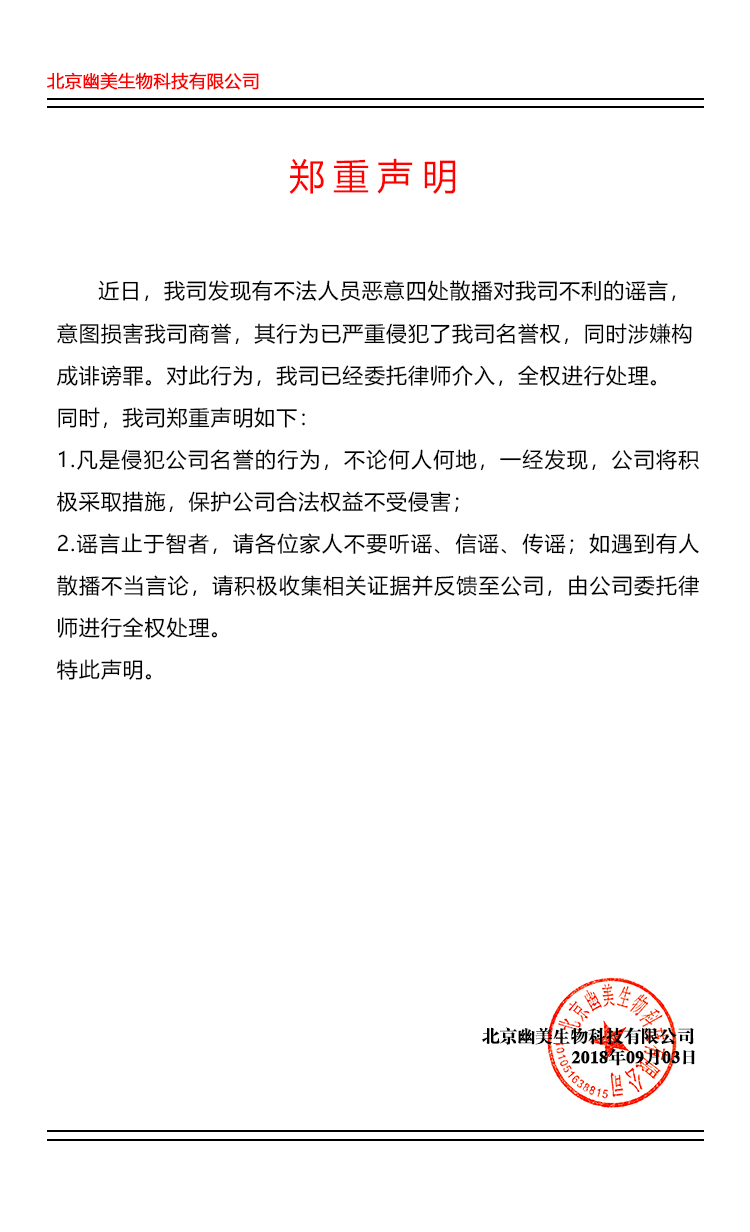 北京幽美生物科技有限公司
郑重声明
近日，我司发现有不法人员恶意四处散播对我司不利的谣言，
意图损害我司商誉，其行为已严重侵犯了我司名誉权，同时涉嫌构
成诽谤罪。对此行为，我司已经委托律师介入，全权进行处理。
同时，我司郑重声明如下：
1.凡是侵犯公司名誉的行为，不论何人何地，一经发现，公司将积
极采取措施，保护公司合法权益不受侵害；
2.谣言止于智者，请各位家人不要听谣、信谣、传谣；如遇到有人
散播不当言论，请积极收集相关证据并反馈至公司，由公司委托律
师进行全权处理。
特此声明。
北京幽美生物科技有限公司
2018年09月03日
北京幽美生物科技有限公司